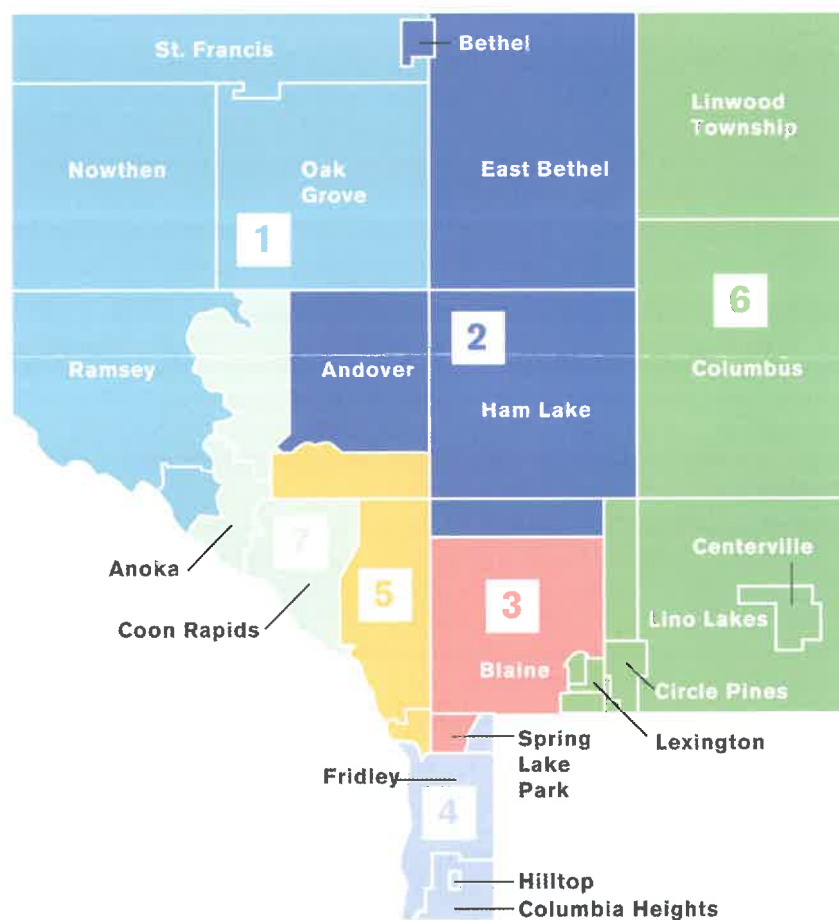 St. Francis
Bethel
Linwood
Township
Nowthen
Oak
Grove
East Bethel
1
6
2
Ramsey
Andover
Columbus
Ham Lake
7
Centerville
Anoka
5
3
Lino Lakes
Coon Rapids
Blaine
Circle Pines
Spring
Lake
Park
Lexington
Fridley
4
Hilltop
Columbia Heights